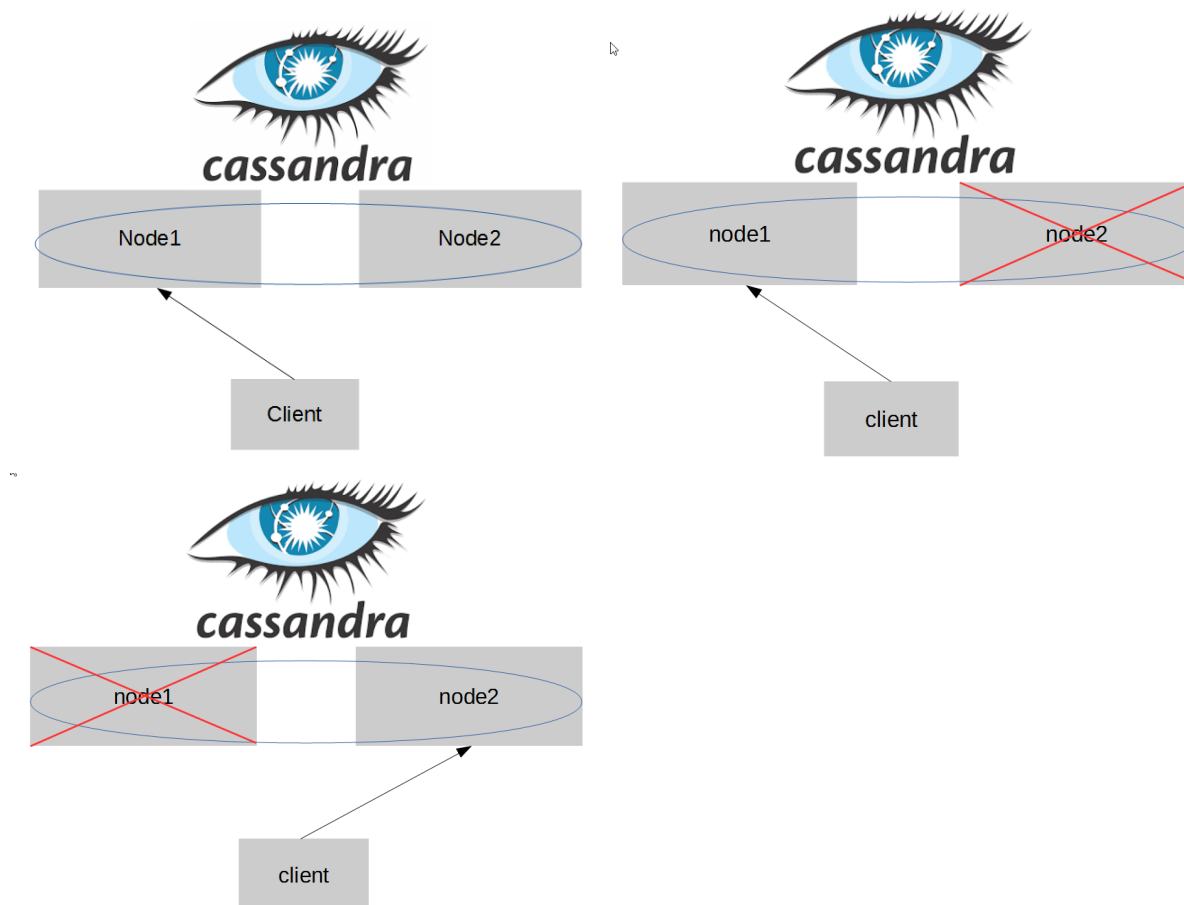 cassandra
Node1
Node2
Client
cassandra
node1
node2
client
cassandra
node1
node2
client